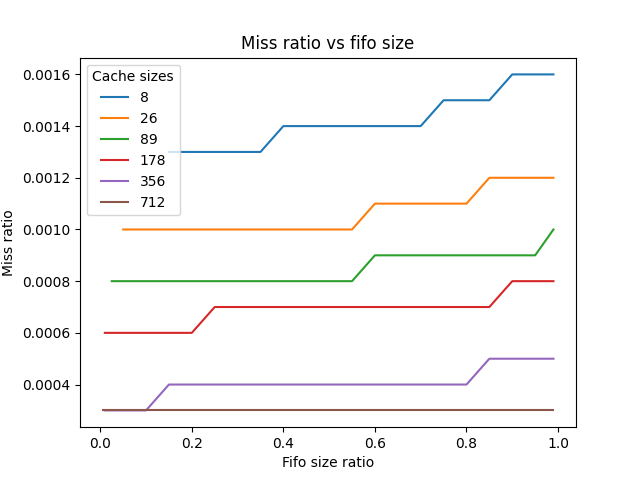 Miss ratio vs fifo size
Miss ratio
0.0016
0.0014
0.0012
0.0010
0.0008
0.0006
0.0004
Cache sizes
8
26
89
178
356
712
0.0 0.2 0.4 0.6 0.8 1.0
Fifo size ratio